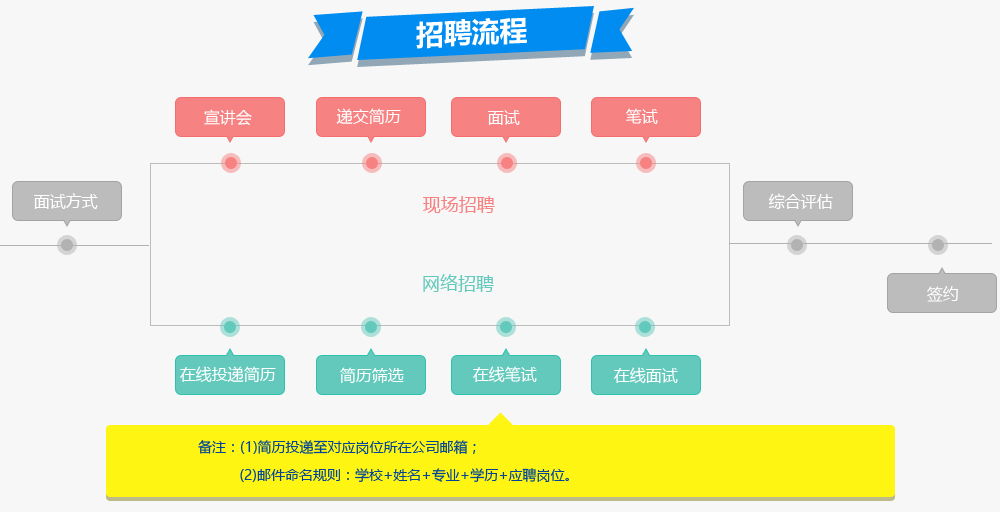 招聘流程
宣讲会
递交简历
面试
笔试
面试方式
现场招聘
综合评估
网络招聘
签约
在线投递简历
简历筛选
在线笔试
在线面试
备注：(1)简历投递至对应岗位所在公司邮箱；
(2)邮件命名规则：学校+姓名+专业+学历+应聘岗位。